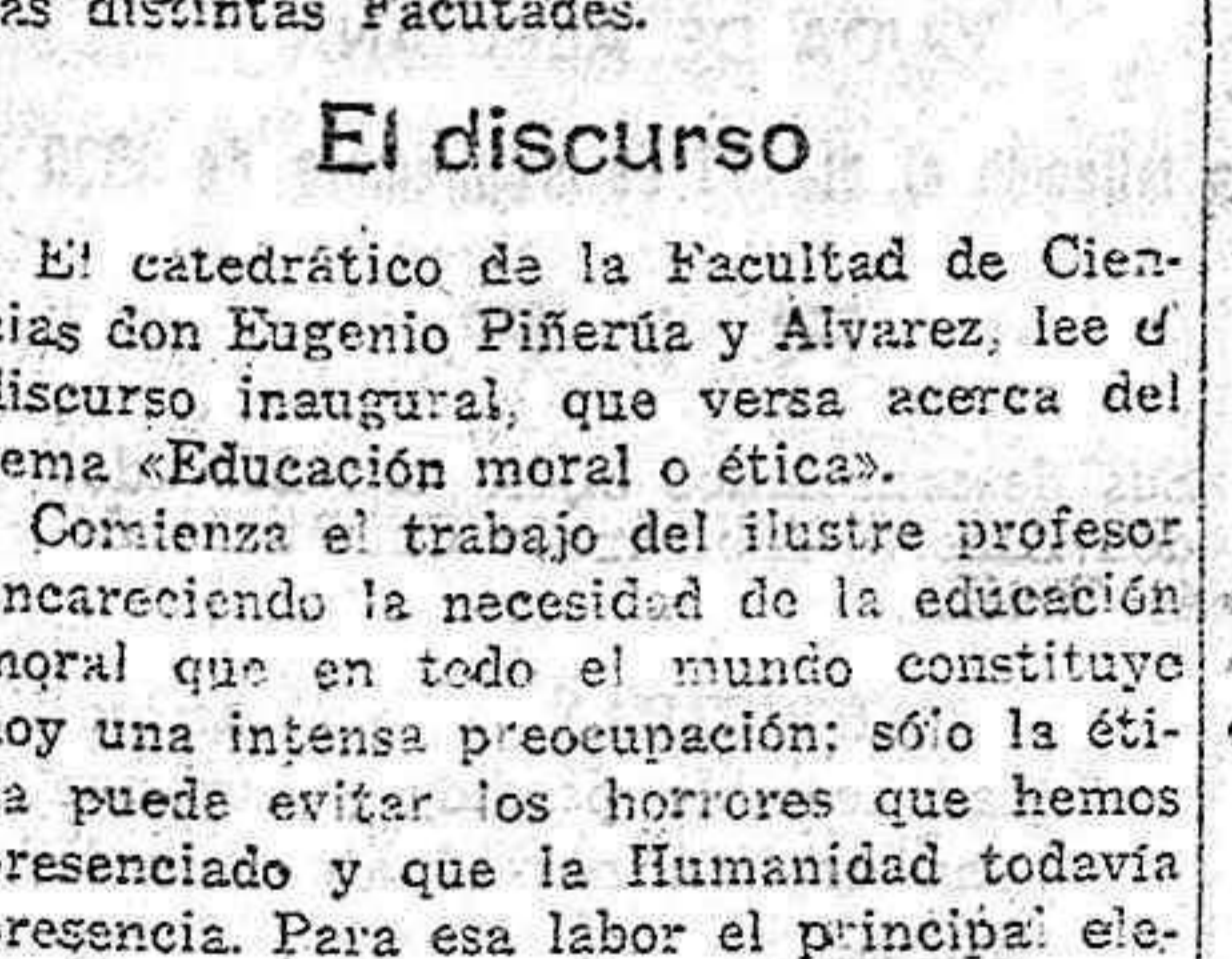 as distintas Facutades.
El discurso
El catedrático de la Facultad de Cien-
cias don Eugenio Piñerúa y Alvarez, lee el
discurso inaugural, que versa acerca del
ema «Educación moral o ética».
Comienza el trabajo del ilustre profesor
ncareciendo la necesidad de la educación
moral que en todo el mundo constituye
hoy una intensa preocupación; sólo la éti-
a puede evitar los horrores que hemos
presenciado y que la Humanidad todavía
presencia. Para esa labor el principal ele-